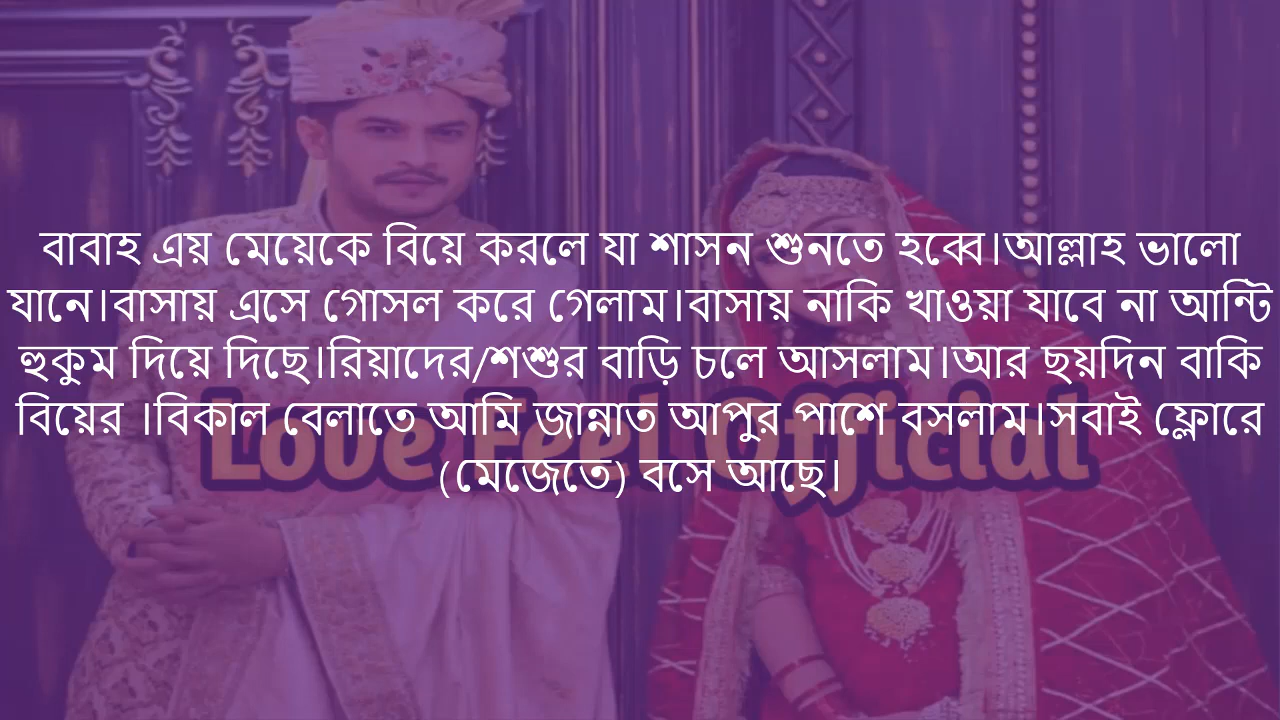 বাবাহ এয় মেয়েকে বিয়ে করলে যা শাসন শুনতে হব্বে।আল্লাহ ভালো
যানে।বাসায় এসে গোসল করে গেলাম।বাসায় নাকি খাওয়া যাবে না আন্টি
হুকুম দিয়ে দিছে।রিয়াদের/শশুর বাড়ি চলে আসলাম।আর ছয়দিন বাকি
বিয়ের ।বিকাল বেলাতে আমি জান্নাত আপুর পাশে বসলাম।সবাই ফ্লোরে
(মেজেতে) বসে আছে।
Love Feel Official